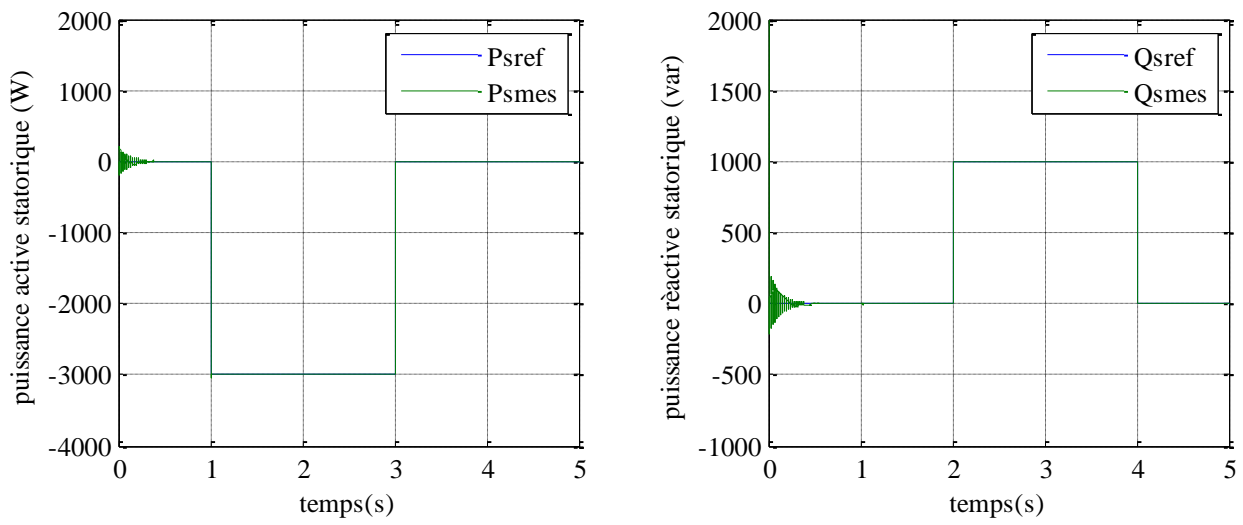 puissance active statorique (W)
2000
1000
0
-1000
-2000
-3000
-4000
Psref
Psmes
0 1 2 3 4 5
temps(s)
puissance rèactive statorique (var)
2000
1500
1000
500
0
-500
-1000
Qsref
Qsmes
0 1 2 3 4 5
temps(s)